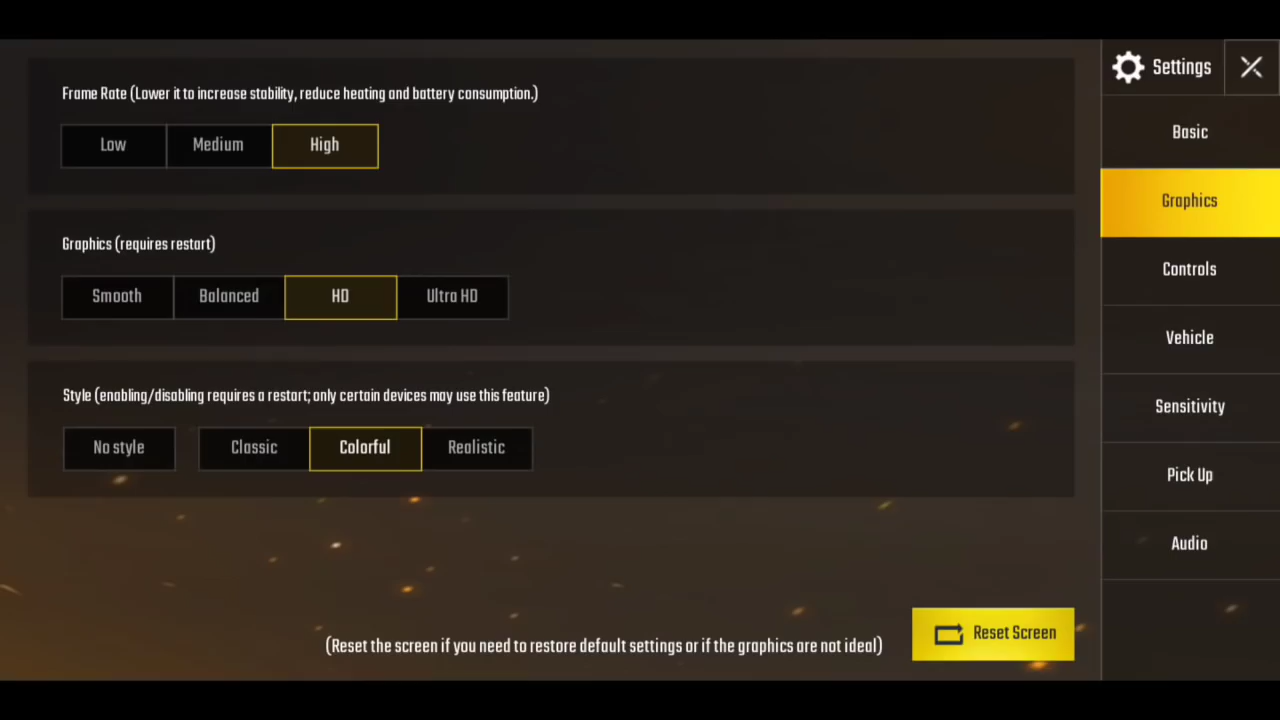 Settings
Frame Rate (Lower it to increase stability, reduce heating and battery consumption.)
Low Medium High
Graphics (requires restart)
Smooth Balanced HD Ultra HD
Style (enabling/disabling requires a restart; only certain devices may use this feature)
No style Classic Colorful Realistic
(Reset the screen if you need to restore default settings or if the graphics are not ideal)
Reset Screen
Basic
Graphics
Controls
Vehicle
Sensitivity
Pick Up
Audio